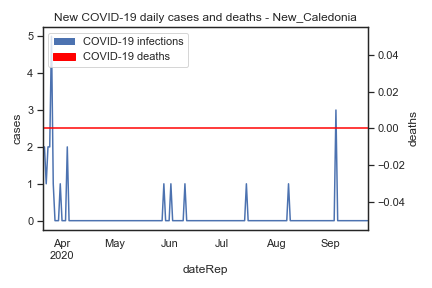 New COVID-19 daily cases and deaths - New_Caledonia
COVID-19 infections
COVID-19 deaths
cases
5
4
3
2
1
0
deaths
0.04
0.02
0.00
−0.02
−0.04
Apr
2020
May
Jun
Jul
Aug
Sep
dateRep